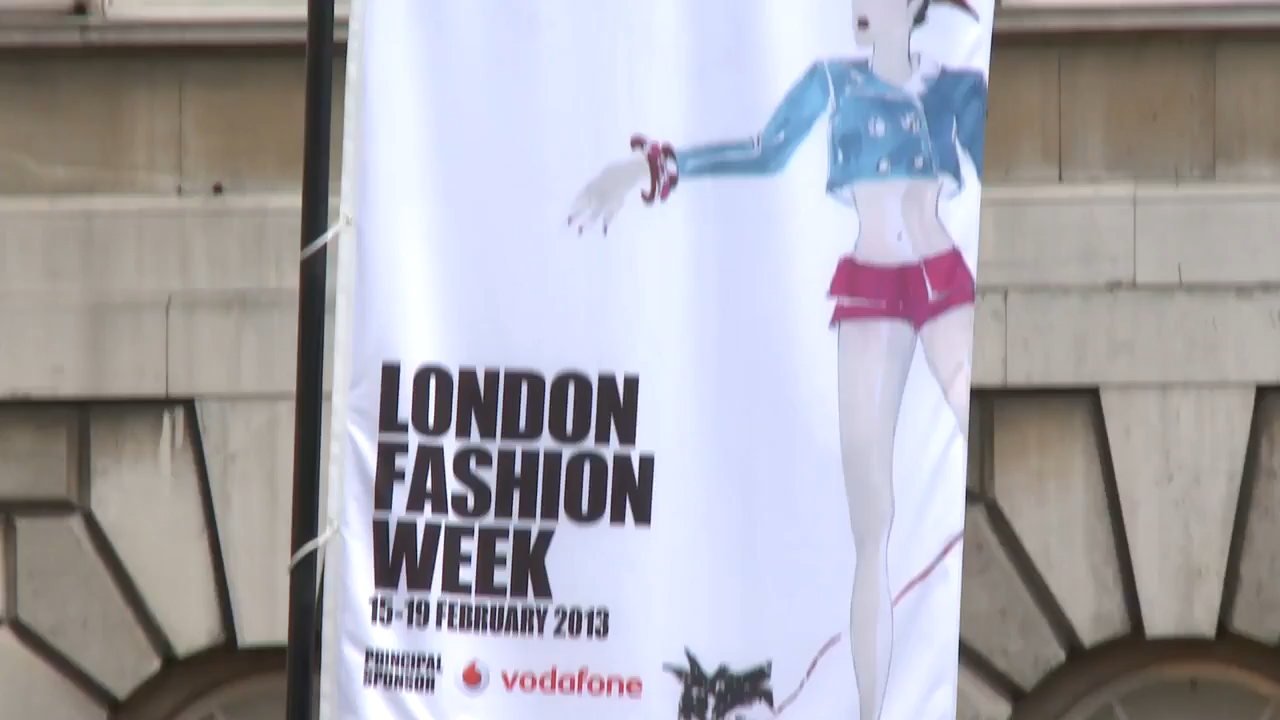 LONDON
FASHION
WEEK
15-19 FEBRUARY 2013
PRINCIPAL
SPONSOR
vodafone